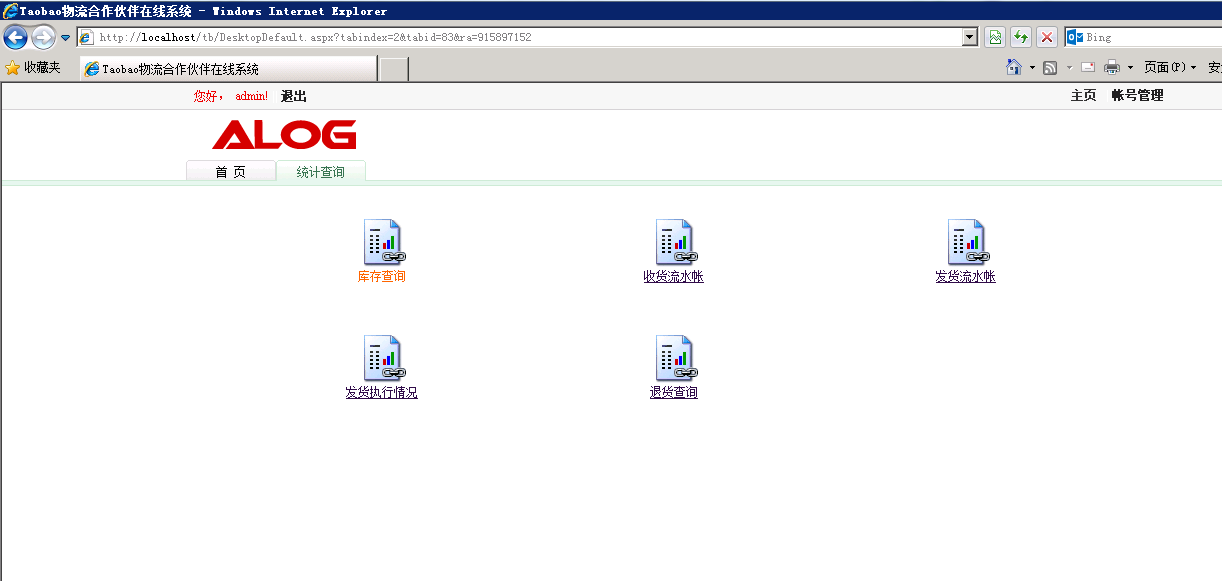 Taobao物流合作伙伴在线系统 - Windows Internet Explorer
http://localhost/tb/DesktopDefault.aspx?tabindex=2&tabid=83&ra=915897152
Bing
收藏夹
Taobao物流合作伙伴在线系统
页面(P)
您好， admin! 退出
主页 帐号管理
ALOG
首 页 统计查询
库存查询 收货流水帐 发货流水帐
发货执行情况 退货查询